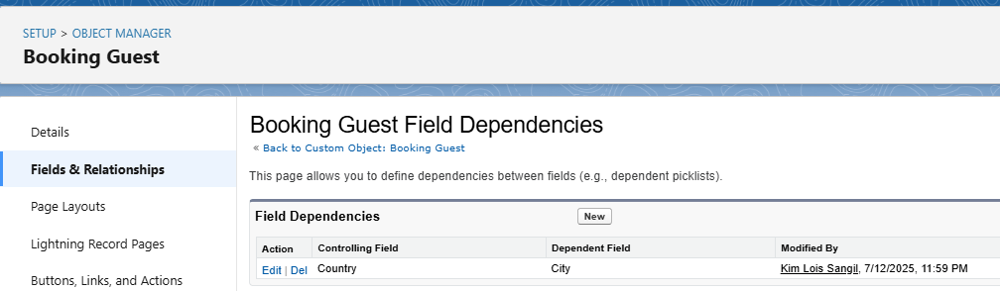 SETUP > OBJECT MANAGER
Booking Guest
Details
Fields & Relationships
Page Layouts
Lightning Record Pages
Buttons, Links, and Actions
Booking Guest Field Dependencies
« Back to Custom Object: Booking Guest
This page allows you to define dependencies between fields (e.g., dependent picklists).
Field Dependencies New
Action Controlling Field Dependent Field Modified By
Edit | Del Country City Kim Lois Sangil, 7/12/2025, 11:59 PM